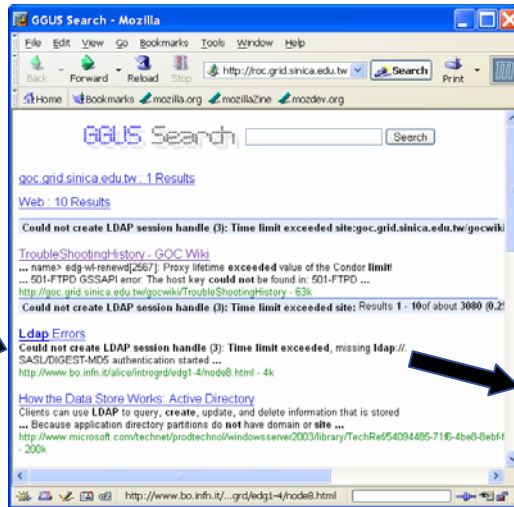 GGUS Search - Mozilla
File Edit View Go Bookmarks Tools Window Help
Back Forward Reload Stop http://roc.grid.sinica.edu.tw Search Print
Home Bookmarks mozilla.org mozillaZine mozdev.org
GGUS Search Search
goc.grid.sinica.edu.tw : 1 Results
Web : 10 Results
Could not create LDAP session handle (3): Time limit exceeded site:goc.grid.sinica.edu.tw/gocwiki
TroubleShootingHistory - GOC Wiki
... name> edg-wl-renewd[2567]: Proxy lifetime exceeded value of the Condor limit!
... 501-FTPD GSSAPI error: The host key could not be found in: 501-FTPD ...
http://goc.grid.sinica.edu.tw/gocwiki/TroubleShootingHistory - 63k
Could not create LDAP session handle (3): Time limit exceeded site: Results 1 - 10of about 3080 (0.2
Ldap Errors
Could not create LDAP session handle (3): Time limit exceeded, missing ldap://.
SASL/DIGEST-MD5 authentication started ...
http://www.bo.infn.it/alice/introgrd/edg1-4/node8.html - 4k
How the Data Store Works: Active Directory
Clients can use LDAP to query, create, update, and delete information that is stored
... Because application directory partitions do not have domain or site ...
http://www.microsoft.com/technet/prodtechnol/windowsserver2003/library/TechRef/54094485-71f6-4be8-8ebf-f
- 200k
http://www.bo.infn.it/...grd/edg1-4/node8.html